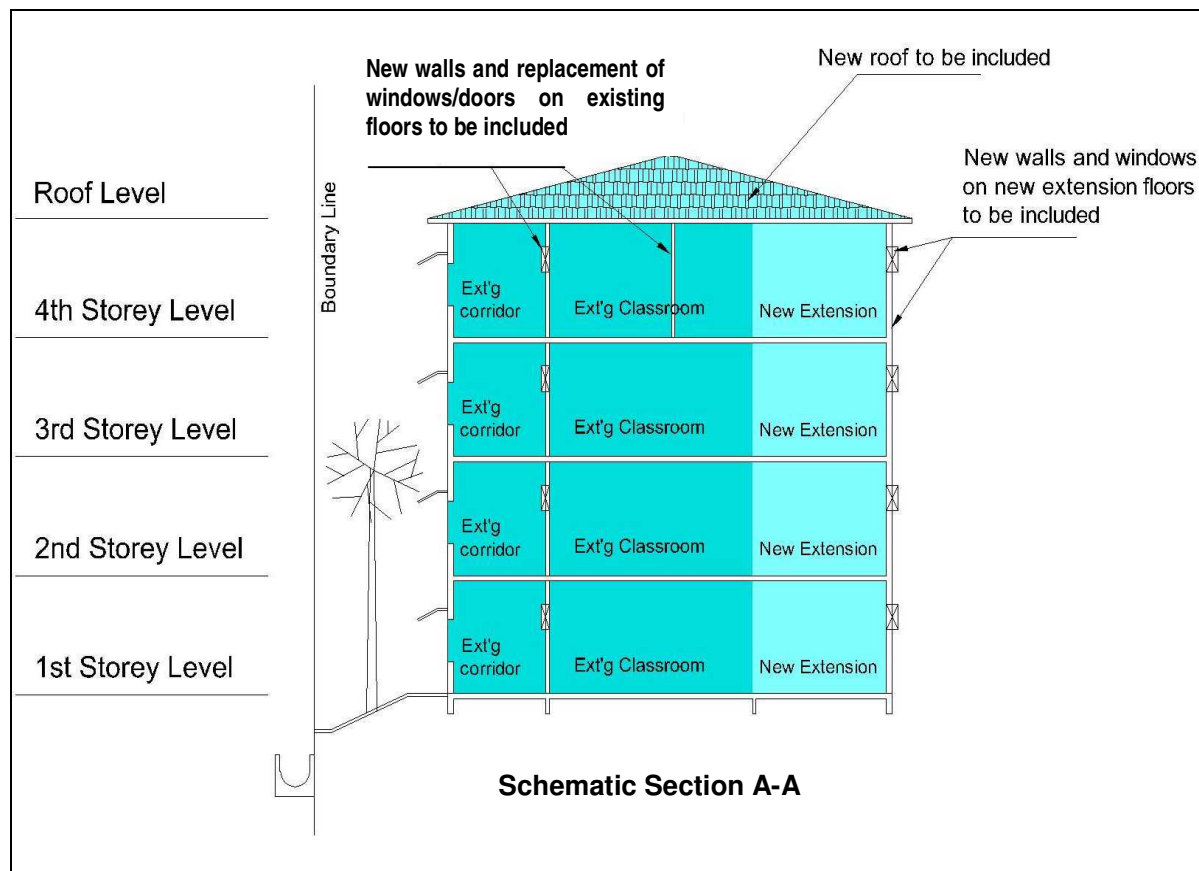 New walls and replacement of
windows/doors on existing
floors to be included
New roof to be included
New walls and windows
on new extension floors
to be included
Boundary Line
Roof Level
4th Storey Level
Ext'g
corridor
Ext'g Classroom
New Extension
3rd Storey Level
Ext'g
corridor
Ext'g Classroom
New Extension
2nd Storey Level
Ext'g
corridor
Ext'g Classroom
New Extension
1st Storey Level
Ext'g
corridor
Ext'g Classroom
New Extension
Schematic Section A-A